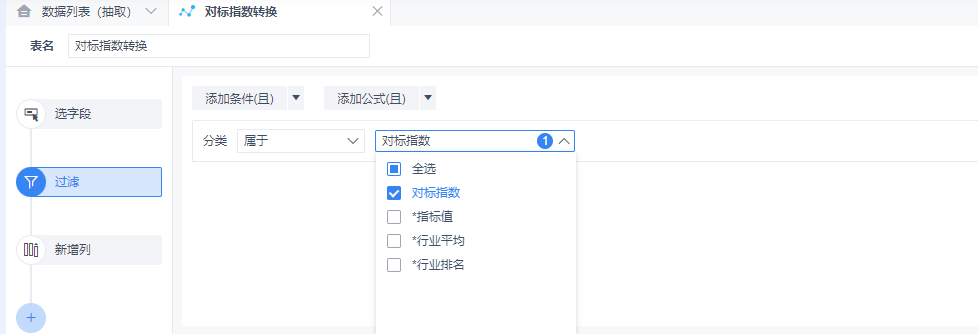 数据列表（抽取） 对标指数转换
表名 对标指数转换
选字段
过滤
新增列
+
添加条件(且) 添加公式(且)
分类 属于 对标指数 1
全选
对标指数
*指标值
*行业平均
*行业排名